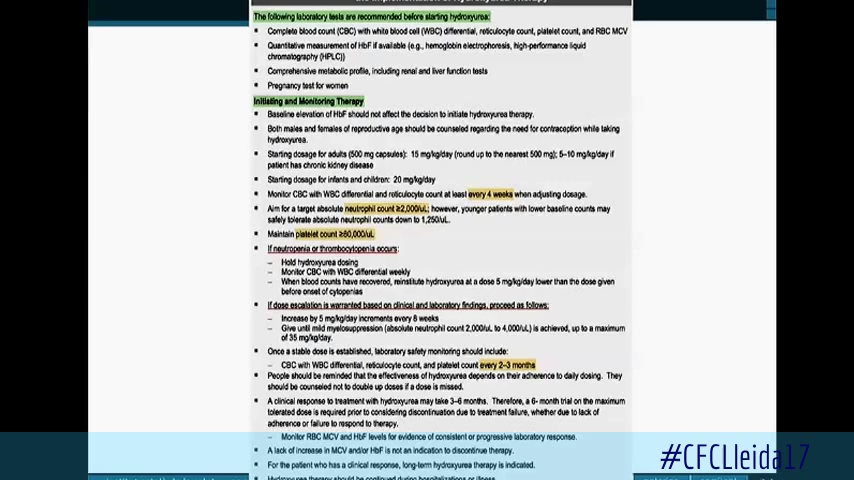 The following laboratory tests are recommended before starting hydroxyurea:
▪ Complete blood count (CBC) with white blood cell (WBC) differential, reticulocyte count, platelet count, and RBC MCV
▪ Quantitative measurement of HbF if available (e.g., hemoglobin electrophoresis, high-performance liquid
chromatography (HPLC))
▪ Comprehensive metabolic profile, including renal and liver function tests
▪ Pregnancy test for women
Initiating and Monitoring Therapy
▪ Baseline elevation of HbF should not affect the decision to initiate hydroxyurea therapy.
▪ Both males and females of reproductive age should be counseled regarding the need for contraception while taking
hydroxyurea.
▪ Starting dosage for adults (500 mg capsules): 15 mg/kg/day (round up to the nearest 500 mg); 5–10 mg/kg/day if
patient has chronic kidney disease
▪ Starting dosage for infants and children: 20 mg/kg/day
▪ Monitor CBC with WBC differential and reticulocyte count at least every 4 weeks when adjusting dosage.
▪ Aim for a target absolute neutrophil count ≥2,000/uL; however, younger patients with lower baseline counts may
safely tolerate absolute neutrophil counts down to 1,250/uL.
▪ Maintain platelet count ≥80,000/uL
▪ If neutropenia or thrombocytopenia occurs:
– Hold hydroxyurea dosing
– Monitor CBC with WBC differential weekly
– When blood counts have recovered, reinstitute hydroxyurea at a dose 5 mg/kg/day lower than the dose given
before onset of cytopenias
▪ If dose escalation is warranted based on clinical and laboratory findings, proceed as follows:
– Increase by 5 mg/kg/day increments every 8 weeks
– Give until mild myelosuppression (absolute neutrophil count 2,000/uL to 4,000/uL) is achieved, up to a maximum
of 35 mg/kg/day.
▪ Once a stable dose is established, laboratory safety monitoring should include:
– CBC with WBC differential, reticulocyte count, and platelet count every 2–3 months
▪ People should be reminded that the effectiveness of hydroxyurea depends on their adherence to daily dosing. They
should be counseled not to double up doses if a dose is missed.
▪ A clinical response to treatment with hydroxyurea may take 3–6 months. Therefore, a 6- month trial on the maximum
tolerated dose is required prior to considering discontinuation due to treatment failure, whether due to lack of
adherence or failure to respond to therapy.
– Monitor RBC MCV and HbF levels for evidence of consistent or progressive laboratory response.
▪ A lack of increase in MCV and/or HbF is not an indication to discontinue therapy.
▪ For the patient who has a clinical response, long-term hydroxyurea therapy is indicated.
▪ Hydroxyurea therapy should be continued during hospitalizations or illness.
#CFCLleida17